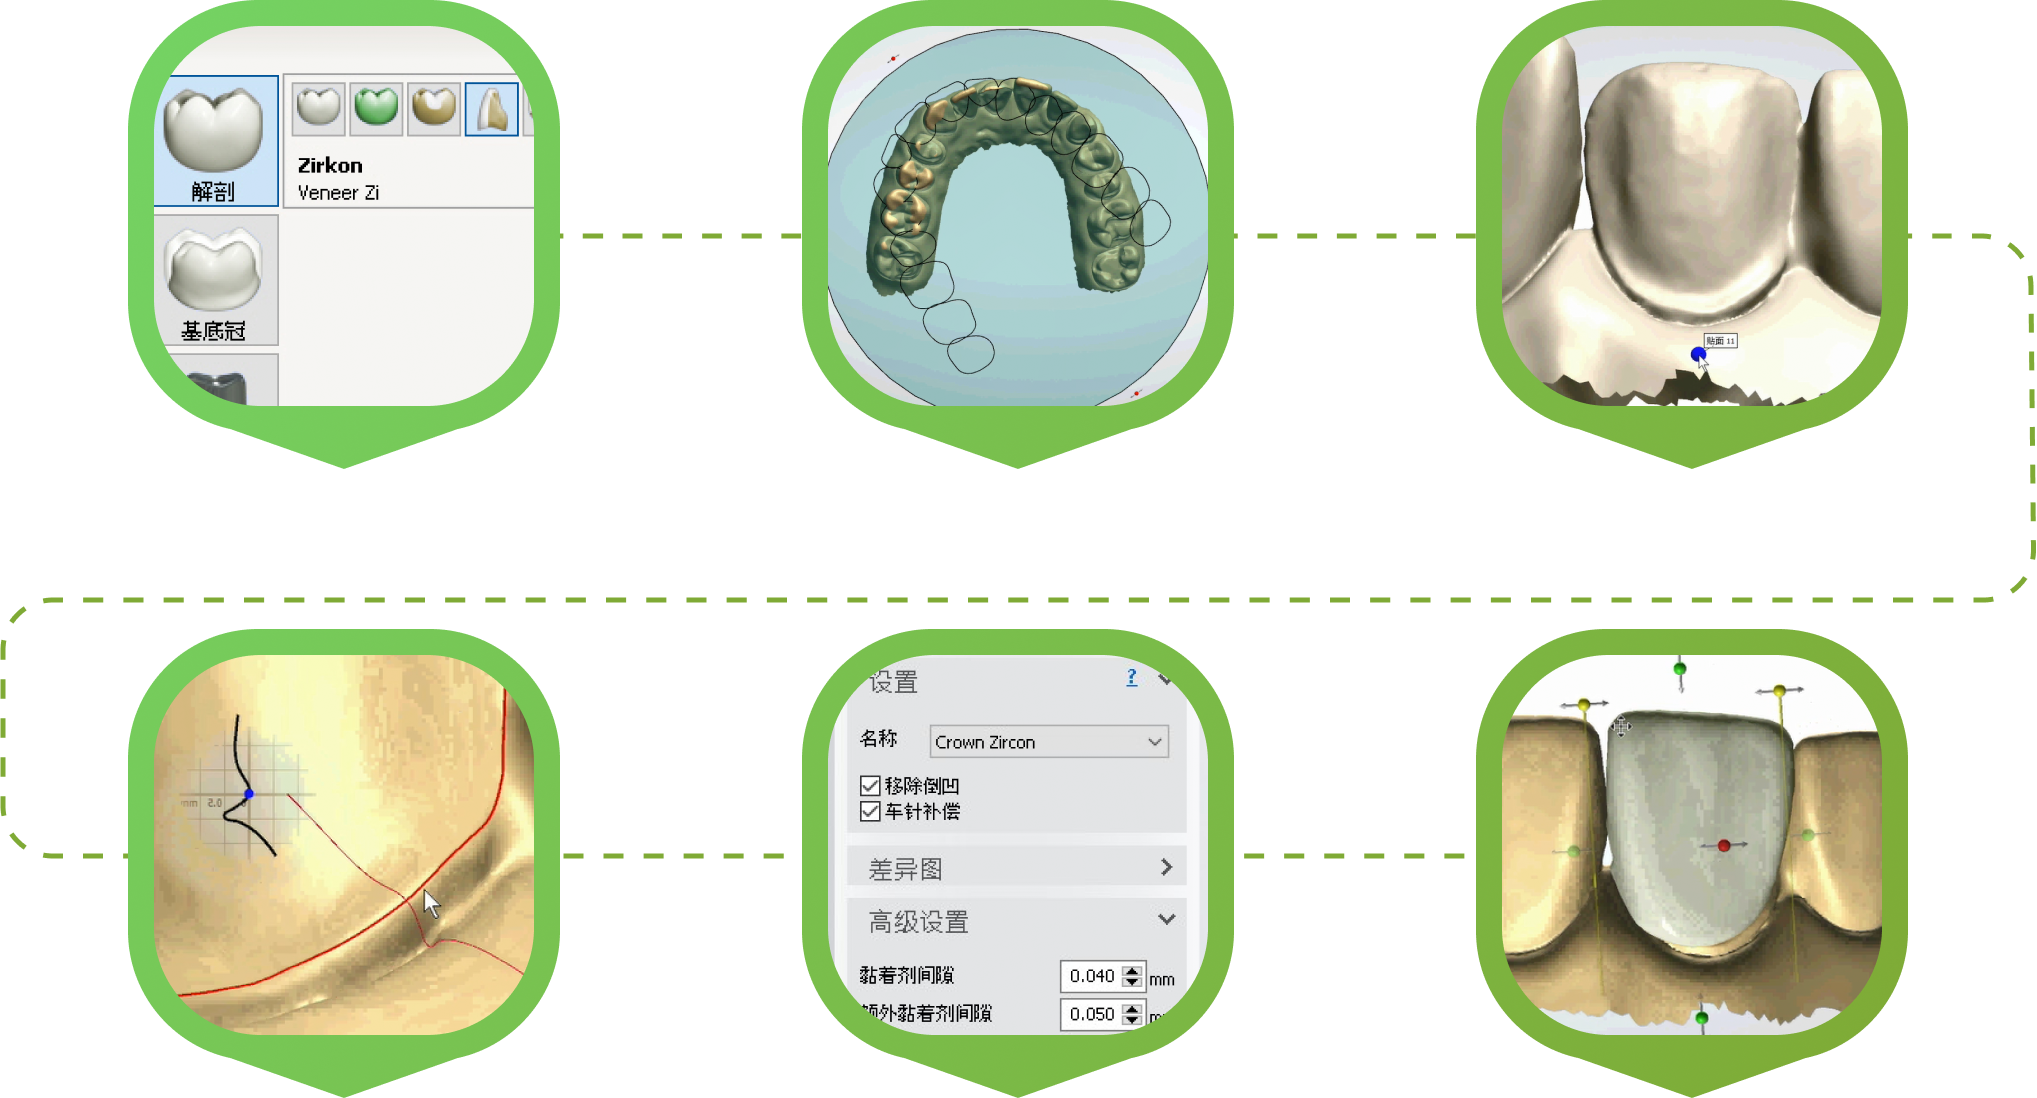 解剖
Zirkon
Veneer Zi
基底冠
贴面 11
0.5
设置
?
名称
Crown Zircon
移除倒凹
车针补偿
差异图
高级设置
黏着剂间隙
0.040
mm
额外黏着剂间隙
0.050